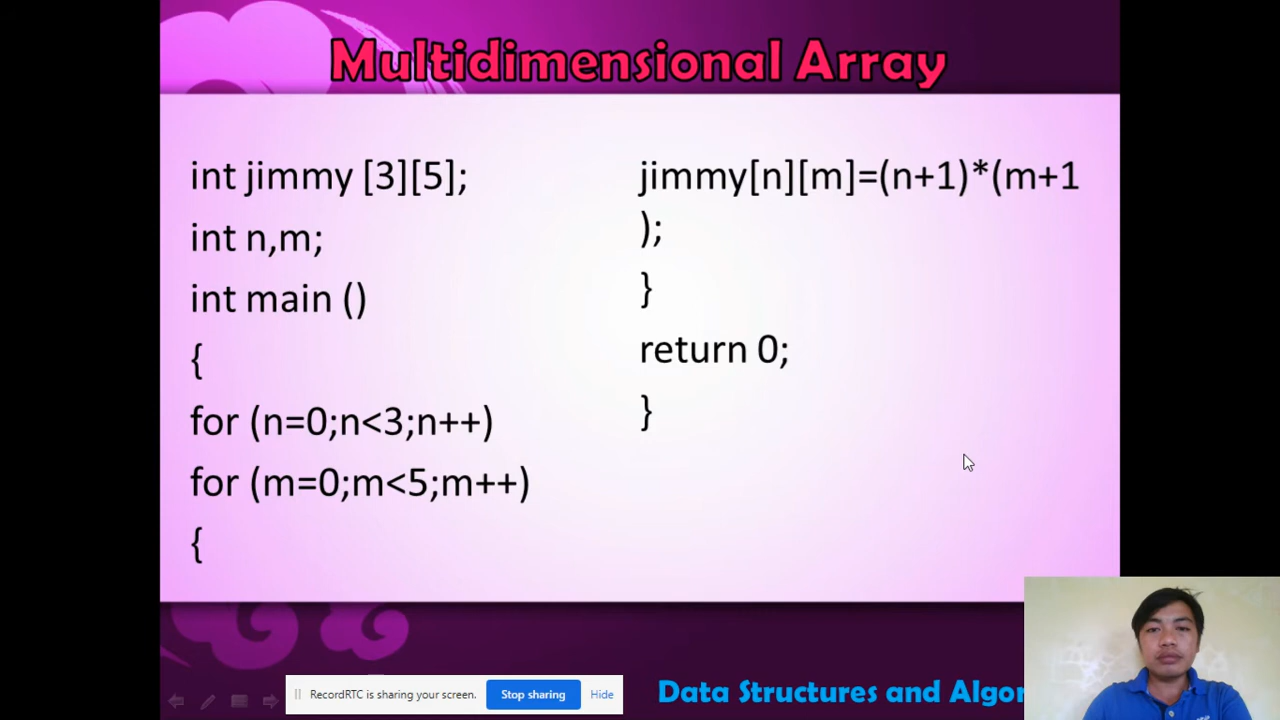 Multidimensional Array
int jimmy [3][5];
int n,m;
int main ()
{
for (n=0;n<3;n++)
for (m=0;m<5;m++)
{
jimmy[n][m]=(n+1)*(m+1
);
}
return 0;
}
RecordRTC is sharing your screen.
Stop sharing
Hide
Data Structures and Algor